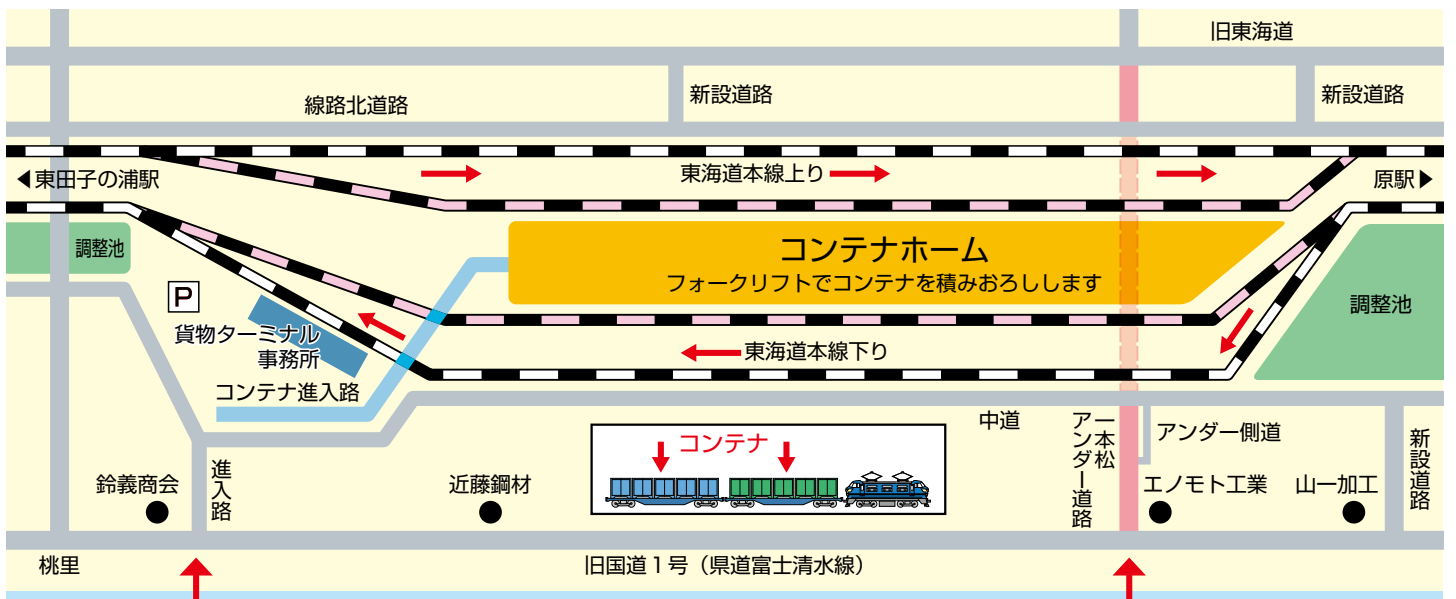 旧東海道
線路北道路
新設道路
新設道路
◀東田子の浦駅
東海道本線上り
原駅▶
調整池
コンテナホーム
フォークリフトでコンテナを積みおろしします
調整池
P
貨物ターミナル
事務所
東海道本線下り
コンテナ進入路
中道
一本松
アンダー道路
アンダー側道
新設道路
コンテナ
進入路
鈴義商会
近藤鋼材
エノモト工業
山一加工
桃里
旧国道1号（県道富士清水線）